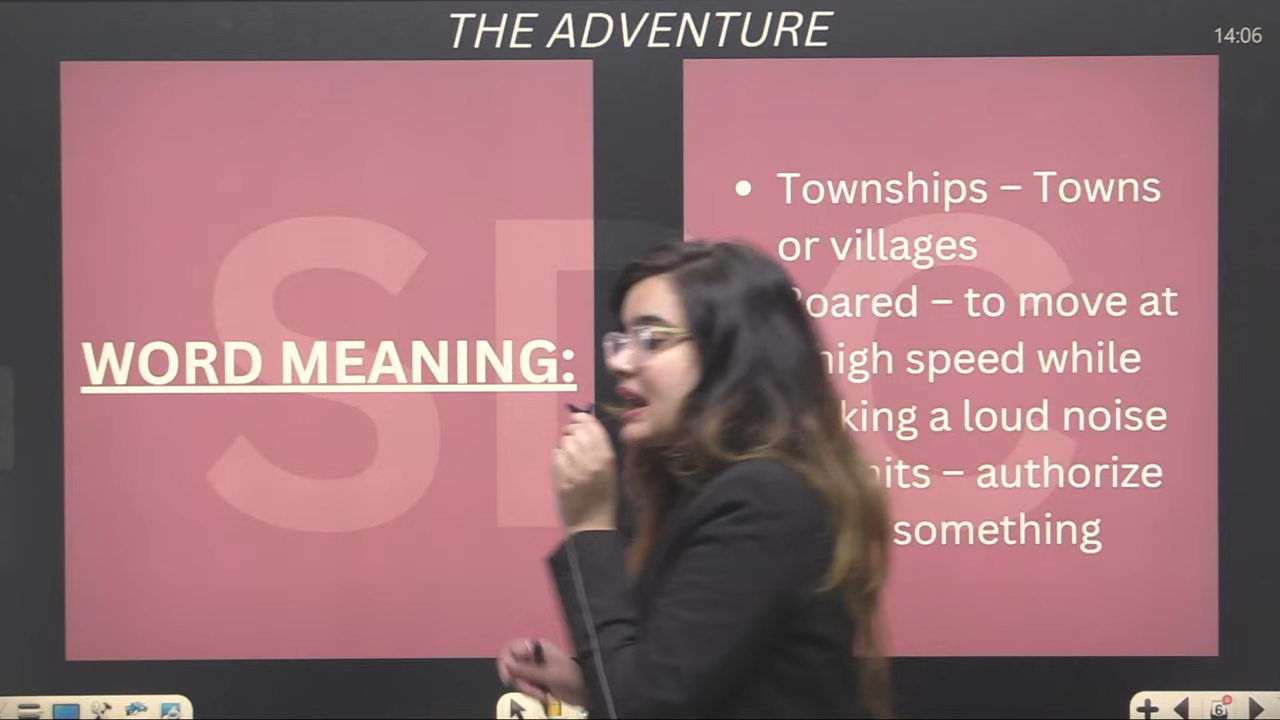 THE ADVENTURE
14:06
WORD MEANING:
• Townships – Towns
or villages
– to move at
high speed while
a loud noise
– authorize
something
6